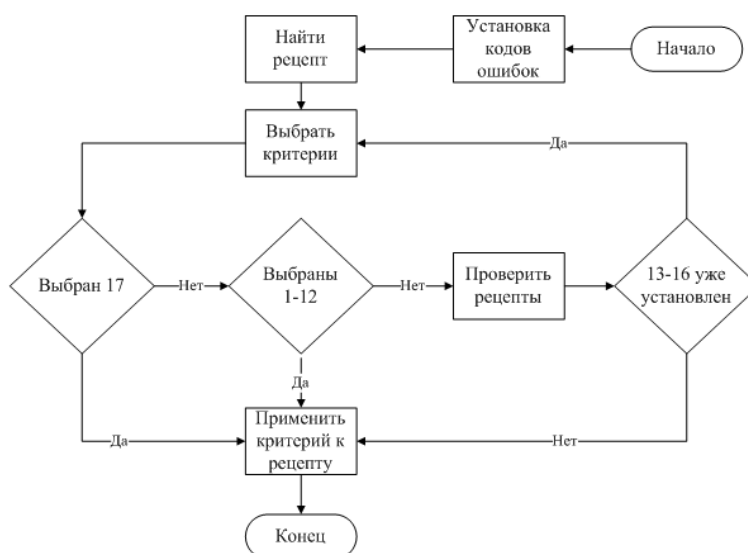 Найти
рецепт
Установка
кодов
ошибок
Начало
Выбрать
критерии
Да
Выбран 17
Нет
Выбраны
1-12
Нет
Проверить
рецепты
13-16 уже
установлен
Да
Применить
критерий к
рецепту
Да
Нет
Конец